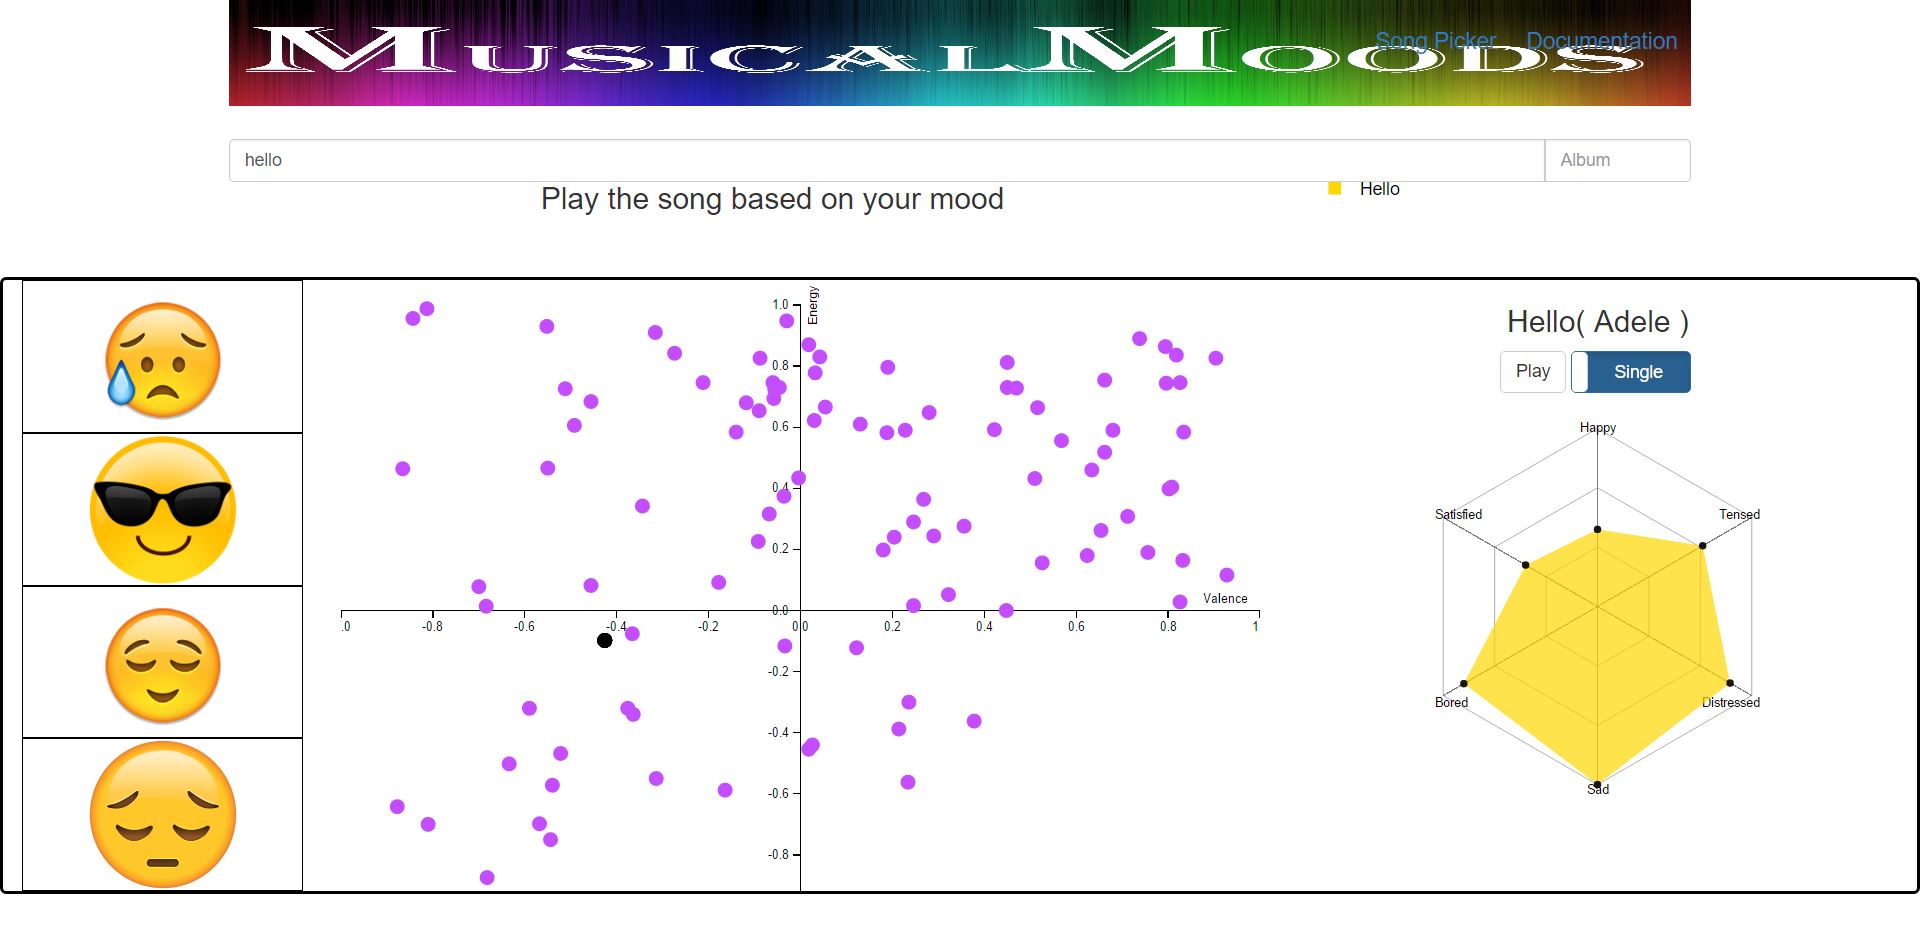 MusicalMoods
Song Picker Documentation
hello Album
Play the song based on your mood
Hello
Hello( Adele )
Play Single
Energy
1.0
0.8
0.6
0.4
0.2
0.0
-0.2
-0.4
-0.6
-0.8
Valence
.0 -0.8 -0.6 -0.4 -0.2 0.0 0.2 0.4 0.6 0.8 1
Happy
Satisfied Tensed
Bored Distressed
Sad